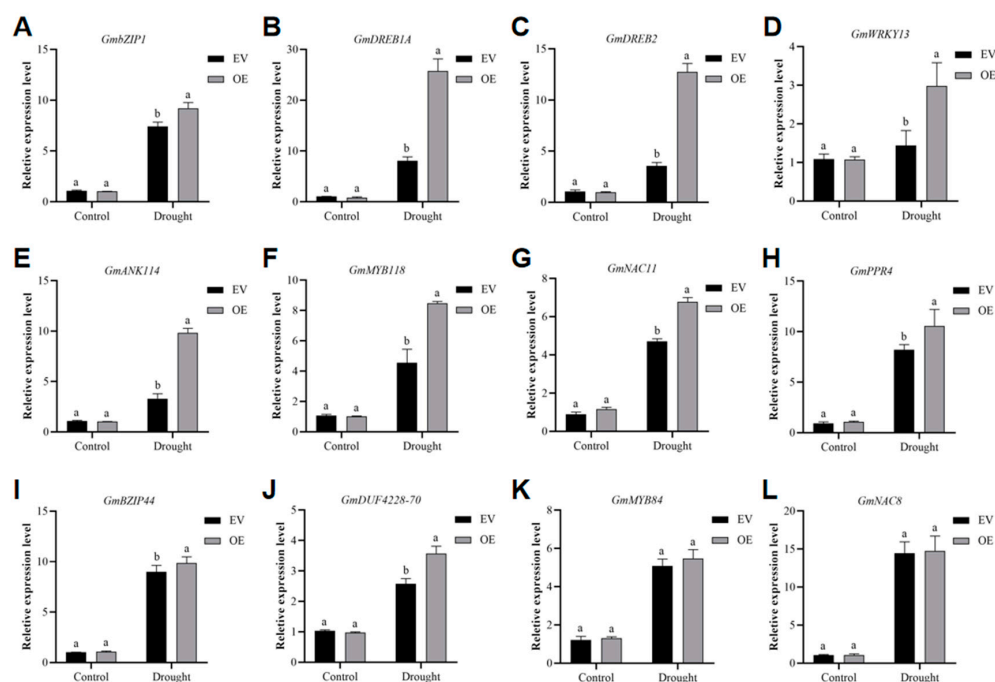 A
GmbZIP1
Reletive expression level
15
10
5
0
a
a
b
a
Control
Drought
EV
OE
B
GmDREB1A
Reletive expression level
30
20
10
0
a
a
b
a
Control
Drought
EV
OE
C
GmDREB2
Reletive expression level
15
10
5
0
a
a
b
a
Control
Drought
EV
OE
D
GmWRKY13
Reletive expression level
4
3
2
1
0
a
a
b
a
Control
Drought
EV
OE
E
GmANK114
Reletive expression level
15
10
5
0
a
a
b
a
Control
Drought
EV
OE
F
GmMYB118
Reletive expression level
10
8
6
4
2
0
a
a
b
a
Control
Drought
EV
OE
G
GmNAC11
Reletive expression level
8
6
4
2
0
a
a
b
a
Control
Drought
EV
OE
H
GmPPR4
Reletive expression level
15
10
5
0
a
a
b
a
Control
Drought
EV
OE
I
GmBZIP44
Reletive expression level
15
10
5
0
a
a
b
a
Control
Drought
EV
OE
J
GmDUF4228-70
Reletive expression level
5
4
3
2
1
0
a
a
b
a
Control
Drought
EV
OE
K
GmMYB84
Reletive expression level
8
6
4
2
0
a
a
a
a
Control
Drought
EV
OE
L
GmNAC8
Reletive expression level
20
15
10
5
0
a
a
a
a
Control
Drought
EV
OE